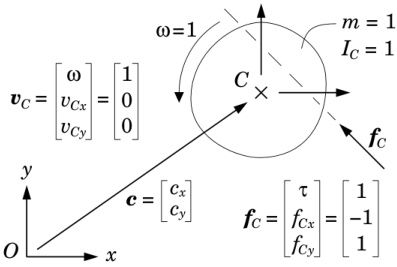 ω=1
m = 1
I_C = 1
C
v_C = [ω v_Cx v_Cy] = [1 0 0]
f_C
y
c = [c_x c_y]
f_C = [τ f_Cx f_Cy] = [1 −1 1]
O
x